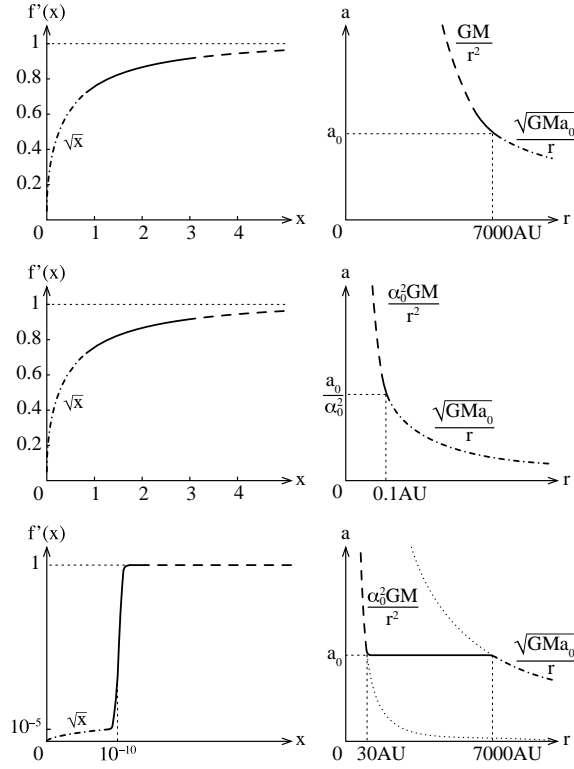 f'(x)
1
0.8
0.6
0.4
0.2
0
√x
1
2
3
4
x
a
GM
r²
√GMa₀
r
a₀
0
7000AU
r
f'(x)
1
0.8
0.6
0.4
0.2
0
√x
1
2
3
4
x
a
α₀²GM
r²
a₀
α₀²
√GMa₀
r
0
0.1AU
r
f'(x)
1
10⁻⁵
√x
0
10⁻¹⁰
x
a
α₀²GM
r²
a₀
√GMa₀
r
0
30AU
7000AU
r